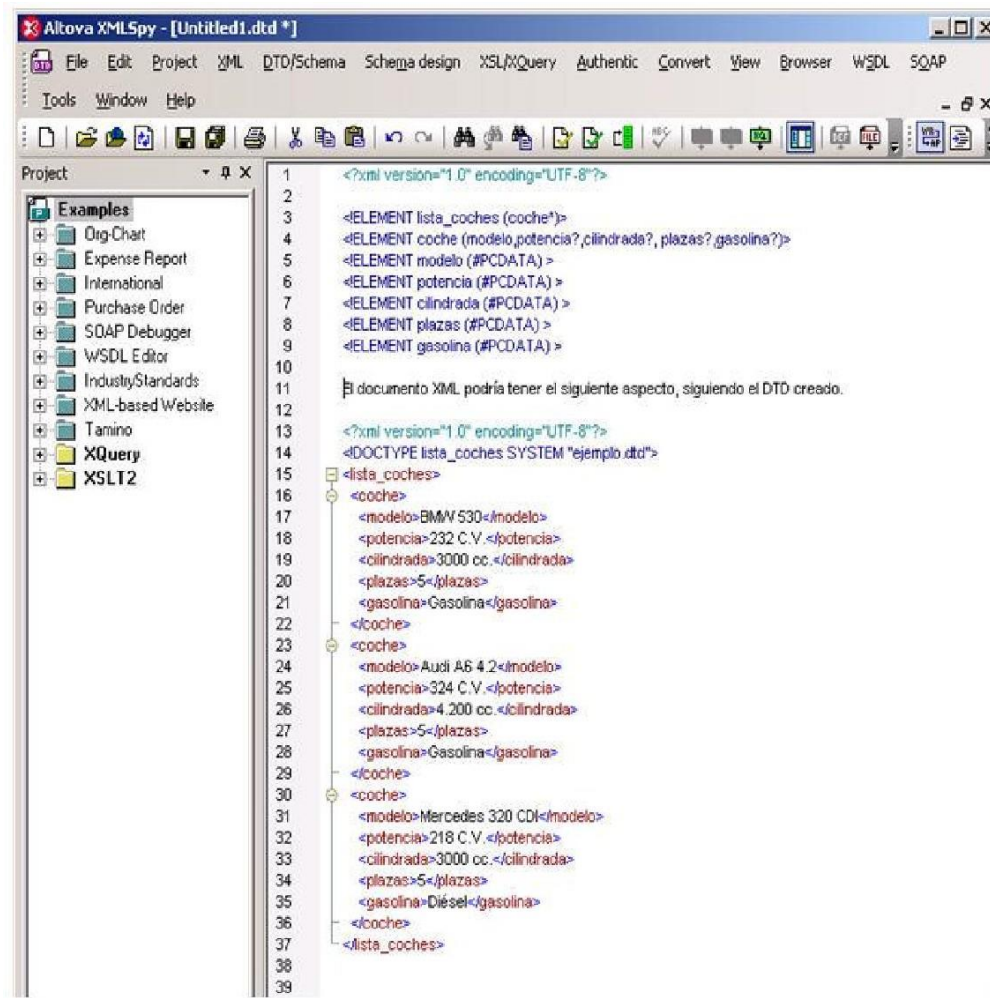 Altova XMLSpy - [Untitled1.dtd *]
File Edit Project XML DTD/Schema Schema design XSL/XQuery Authentic Convert View Browser WSDL SOAP
Tools Window Help
Project
Examples
Org-Chart
Expense Report
International
Purchase Order
SOAP Debugger
WSDL Editor
IndustryStandards
XML-based Website
Tamino
XQuery
XSLT2
1 <?xml version="1.0" encoding="UTF-8"?>
2
3 <!ELEMENT lista_coches (coche*)>
4 <!ELEMENT coche (modelo,potencia?,cilindrada?, plazas?,gasolina?)>
5 <!ELEMENT modelo (#PCDATA) >
6 <!ELEMENT potencia (#PCDATA) >
7 <!ELEMENT cilindrada (#PCDATA) >
8 <!ELEMENT plazas (#PCDATA) >
9 <!ELEMENT gasolina (#PCDATA) >
10
11 El documento XML podría tener el siguiente aspecto, siguiendo el DTD creado.
12
13 <?xml version="1.0" encoding="UTF-8"?>
14 <!DOCTYPE lista_coches SYSTEM "ejemplo.dtd">
15 <lista_coches>
16 <coche>
17 <modelo>BMW 530</modelo>
18 <potencia>232 C.V.</potencia>
19 <cilindrada>3000 cc.</cilindrada>
20 <plazas>5</plazas>
21 <gasolina>Gasolina</gasolina>
22 </coche>
23 <coche>
24 <modelo>Audi A6 4.2</modelo>
25 <potencia>324 C.V.</potencia>
26 <cilindrada>4.200 cc.</cilindrada>
27 <plazas>5</plazas>
28 <gasolina>Gasolina</gasolina>
29 </coche>
30 <coche>
31 <modelo>Mercedes 320 CDI</modelo>
32 <potencia>218 C.V.</potencia>
33 <cilindrada>3000 cc.</cilindrada>
34 <plazas>5</plazas>
35 <gasolina>Diésel</gasolina>
36 </coche>
37 </lista_coches>
38
39